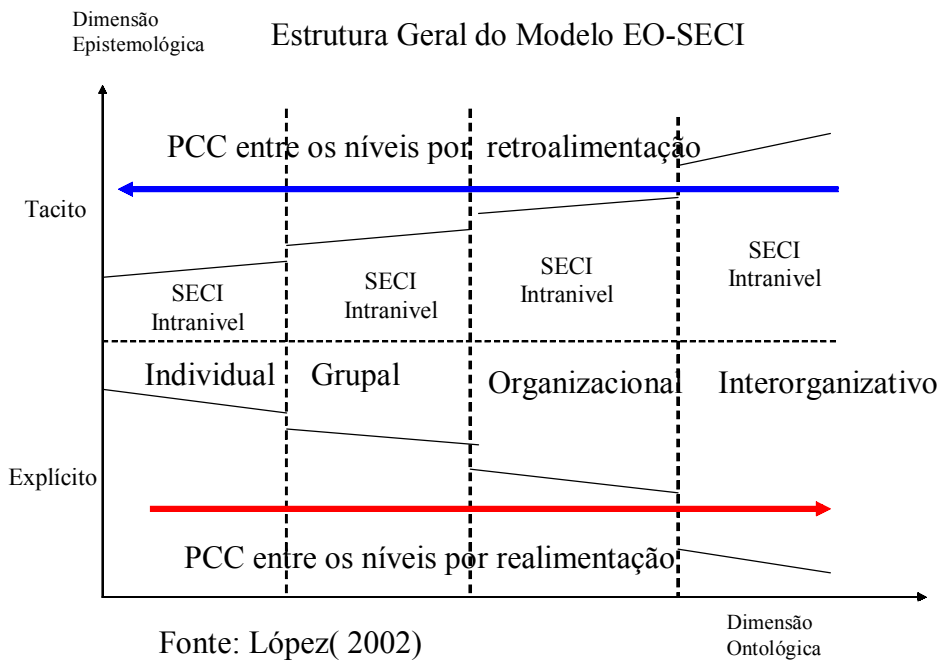 Dimensão
Epistemológica
Estrutura Geral do Modelo EO-SECI
PCC entre os níveis por retroalimentação
Tacito
SECI
Intranivel
SECI
Intranivel
SECI
Intranivel
SECI
Intranivel
Individual
Grupal
Organizacional
Interorganizativo
Explícito
PCC entre os níveis por realimentação
Dimensão
Ontológica
Fonte: López( 2002)